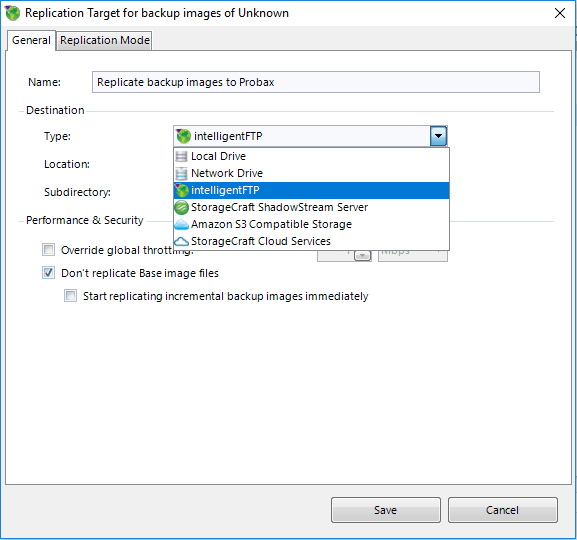 Replication Target for backup images of Unknown
General
Replication Mode
Name:
Replicate backup images to Probax
Destination
Type:
intelligentFTP
Local Drive
Location:
Network Drive
intelligentFTP
Subdirectory:
StorageCraft ShadowStream Server
Performance & Security
Amazon S3 Compatible Storage
StorageCraft Cloud Services
Override global throttling:
Mbps
Don't replicate Base image files
Start replicating incremental backup images immediately
Save
Cancel